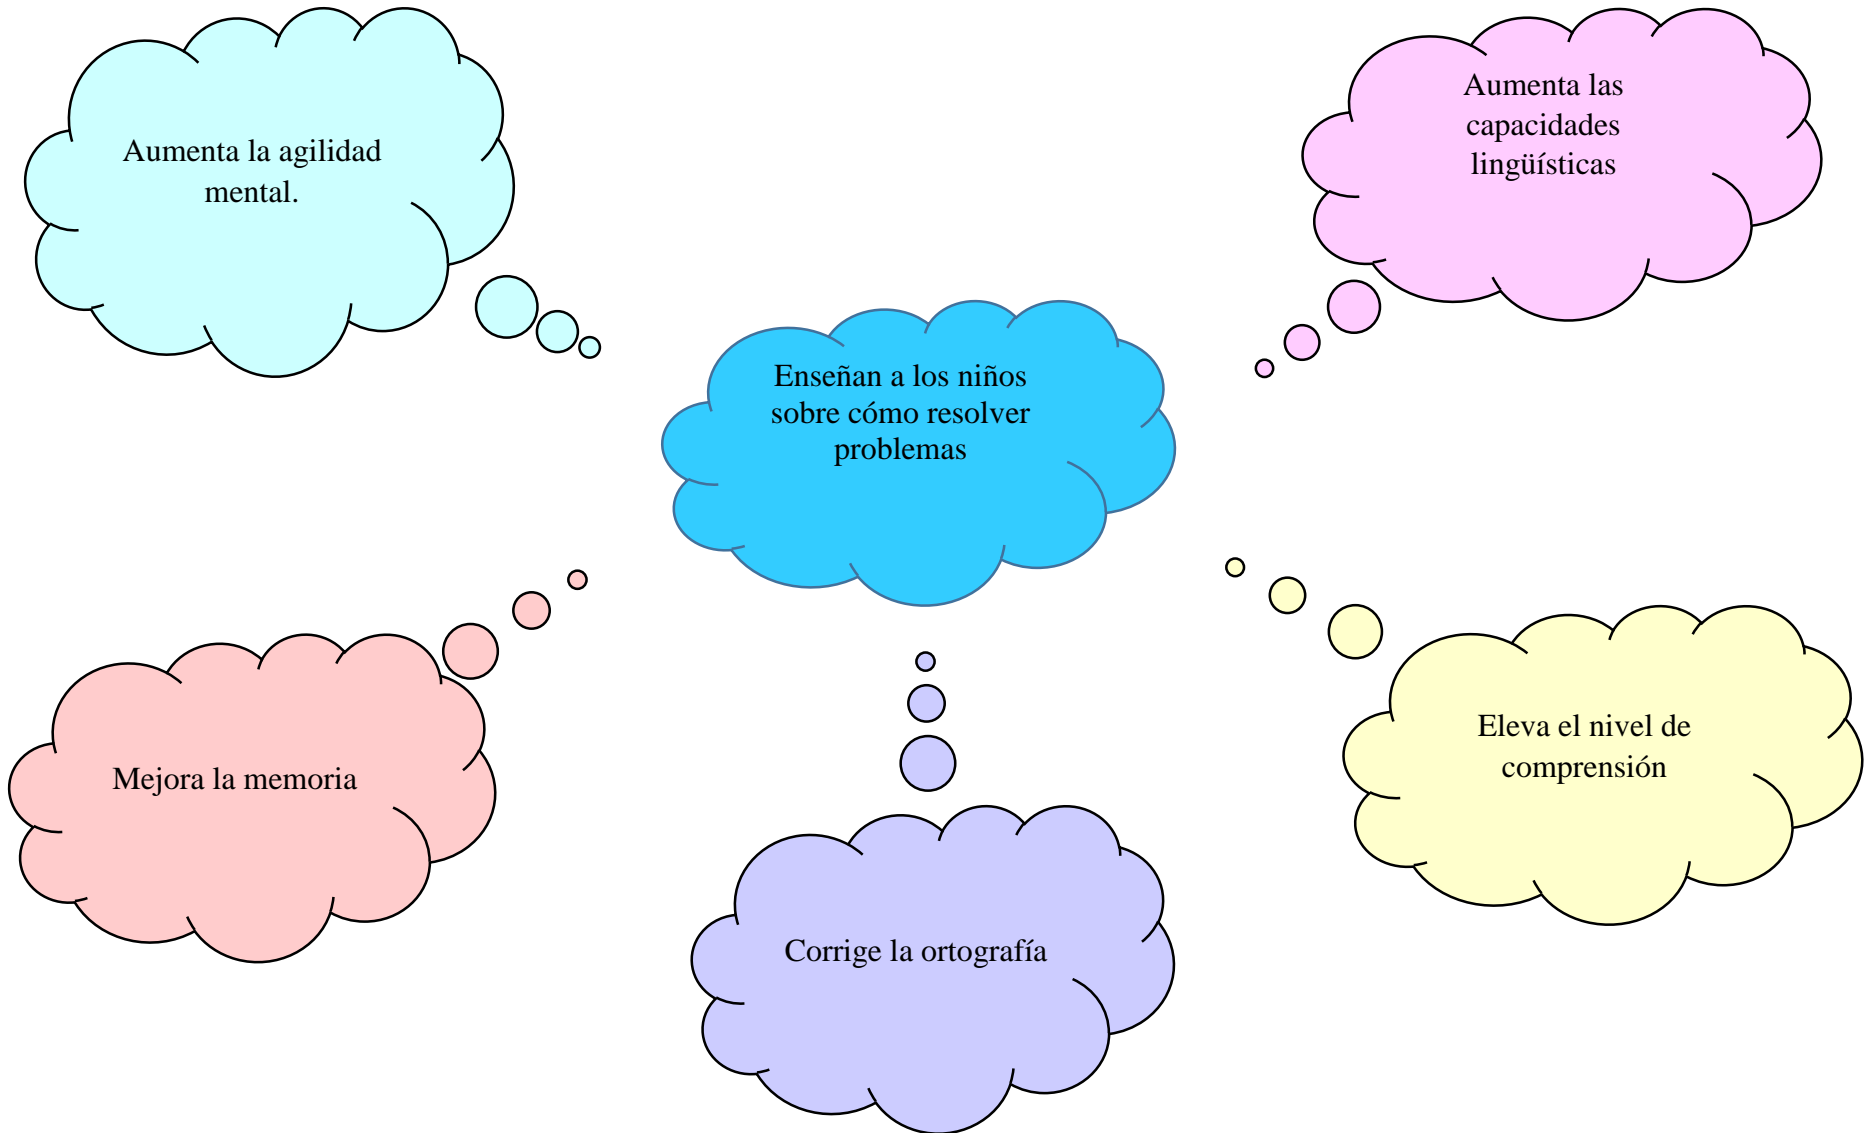 Aumenta la agilidad
mental.
Aumenta las
capacidades
lingüísticas
Enseñan a los niños
sobre cómo resolver
problemas
Mejora la memoria
Eleva el nivel de
comprensión
Corrige la ortografía